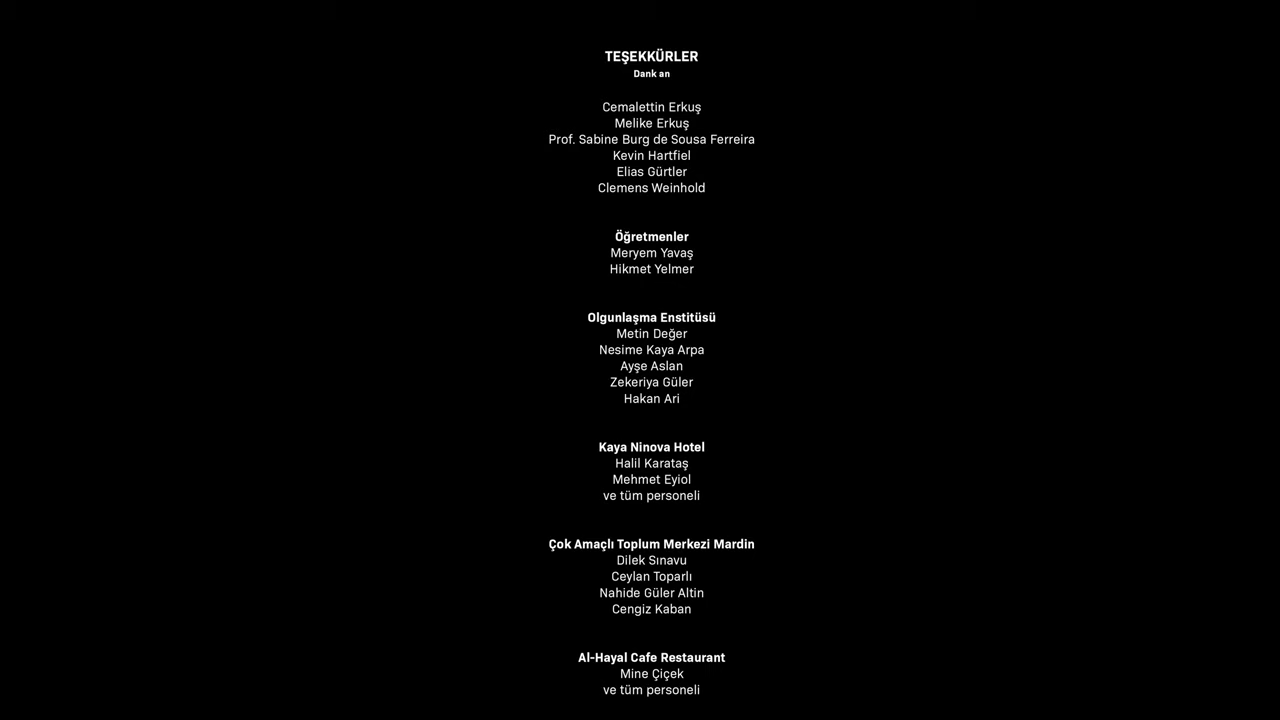 TEŞEKKÜRLER
Dank an
Cemalettin Erkuş
Melike Erkuş
Prof. Sabine Burg de Sousa Ferreira
Kevin Hartfiel
Elias Gürtler
Clemens Weinhold
Öğretmenler
Meryem Yavaş
Hikmet Yelmer
Olgunlaşma Enstitüsü
Metin Değer
Nesime Kaya Arpa
Ayşe Aslan
Zekeriya Güler
Hakan Ari
Kaya Ninova Hotel
Halil Karataş
Mehmet Eyiol
ve tüm personeli
Çok Amaçlı Toplum Merkezi Mardin
Dilek Sınavu
Ceylan Toparlı
Nahide Güler Altin
Cengiz Kaban
Al-Hayal Cafe Restaurant
Mine Çiçek
ve tüm personeli